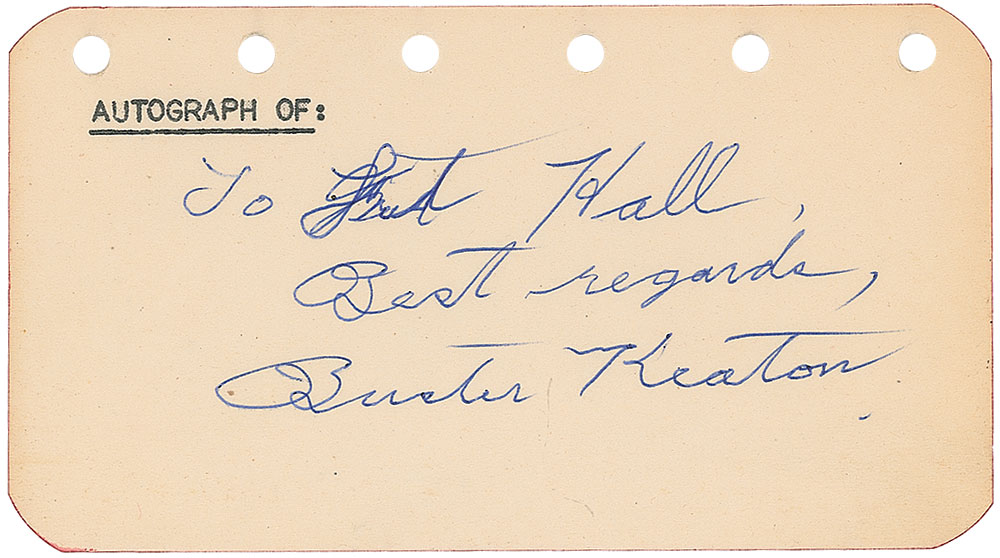 AUTOGRAPH OF:
To Hall,
Best regards,
Buster Keaton